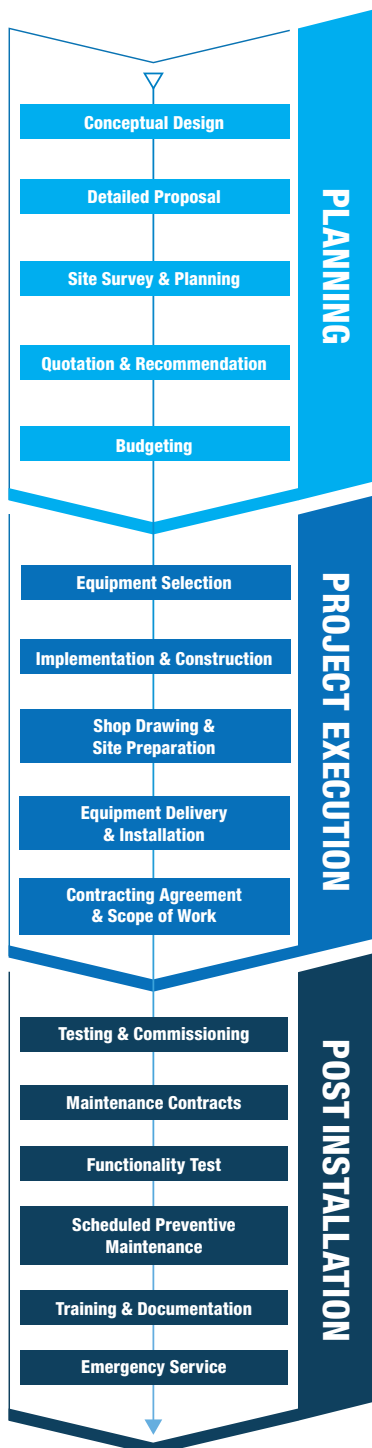 PLANNING
Conceptual Design
Detailed Proposal
Site Survey & Planning
Quotation & Recommendation
Budgeting
PROJECT EXECUTION
Equipment Selection
Implementation & Construction
Shop Drawing &
Site Preparation
Equipment Delivery
& Installation
Contracting Agreement
& Scope of Work
POST INSTALLATION
Testing & Commissioning
Maintenance Contracts
Functionality Test
Scheduled Preventive
Maintenance
Training & Documentation
Emergency Service